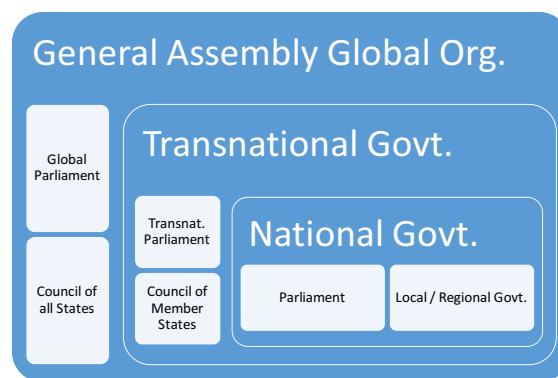 General Assembly Global Org.
Global
Parliament
Council of
all States
Transnational Govt.
Transnat.
Parliament
Council of
Member
States
National Govt.
Parliament
Local / Regional Govt.